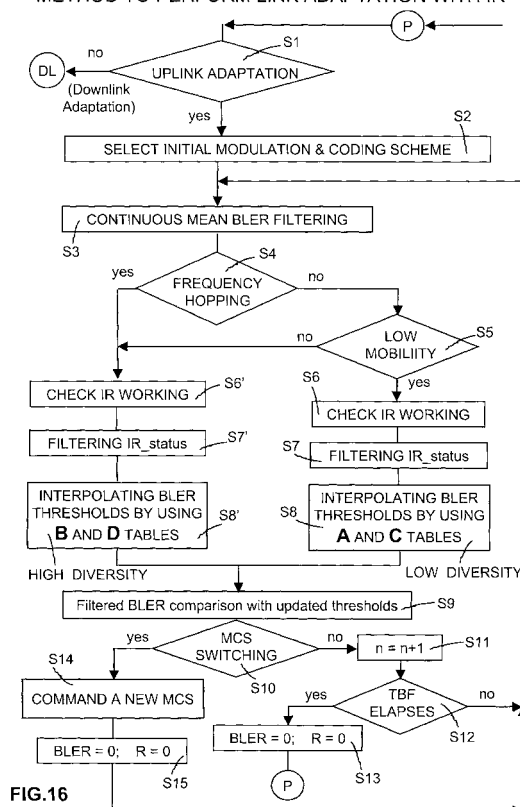 METHOD TO PERFORM LINK ADAPTATION WITH IR
P
S1
no
DL
UPLINK ADAPTATION
(Downlink
Adaptation)
yes
S2
SELECT INITIAL MODULATION & CODING SCHEME
CONTINUOUS MEAN BLER FILTERING
S3
S4
yes
no
FREQUENCY
HOPPING
no
LOW
MOBILIITY
S5
yes
CHECK IR WORKING
S6'
S6
CHECK IR WORKING
FILTERING IR_status
S7'
S7
FILTERING IR_status
INTERPOLATING BLER
THRESHOLDS BY USING
B AND D TABLES
S8'
S8
INTERPOLATING BLER
THRESHOLDS BY USING
A AND C TABLES
HIGH DIVERSITY
LOW DIVERSITY
Filtered BLER comparison with updated thresholds
S9
yes
MCS
SWITCHING
no
n = n+1
S11
S14
S10
COMMAND A NEW MCS
yes
TBF
ELAPSES
no
S12
BLER = 0; R = 0
S15
BLER = 0; R = 0
S13
P
FIG.16